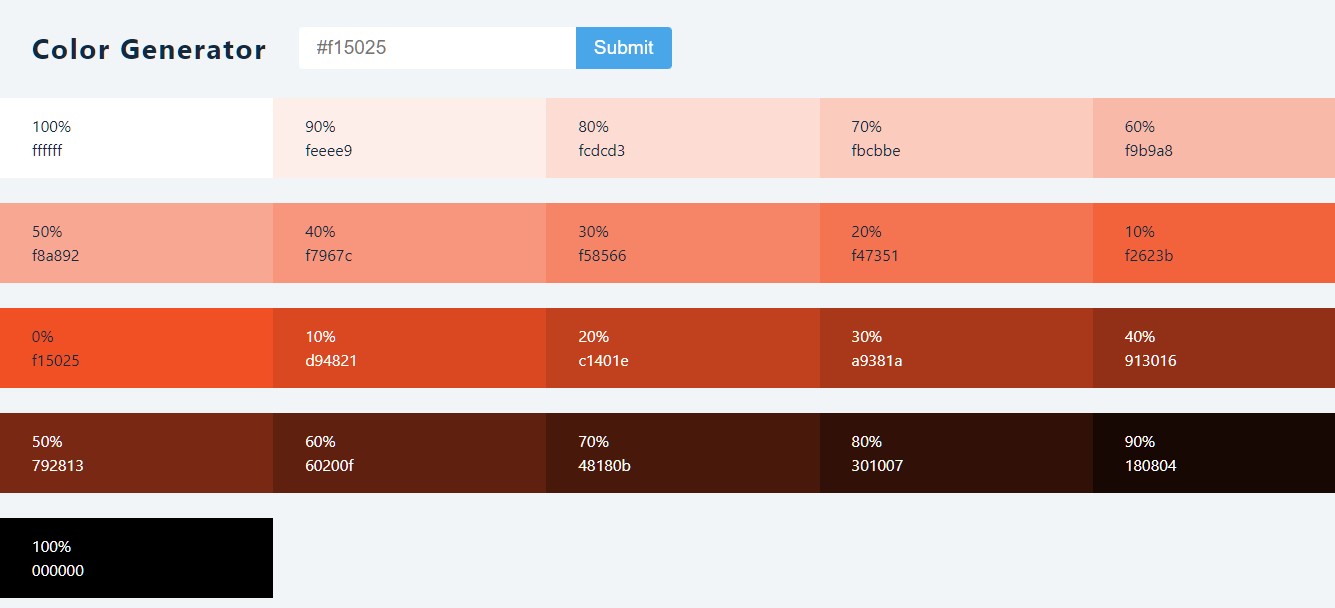 Color Generator
#f15025
Submit
100%
ffffff
90%
feeee9
80%
fcdcd3
70%
fbcbbe
60%
f9b9a8
50%
f8a892
40%
f7967c
30%
f58566
20%
f47351
10%
f2623b
0%
f15025
10%
d94821
20%
c1401e
30%
a9381a
40%
913016
50%
792813
60%
60200f
70%
48180b
80%
301007
90%
180804
100%
000000